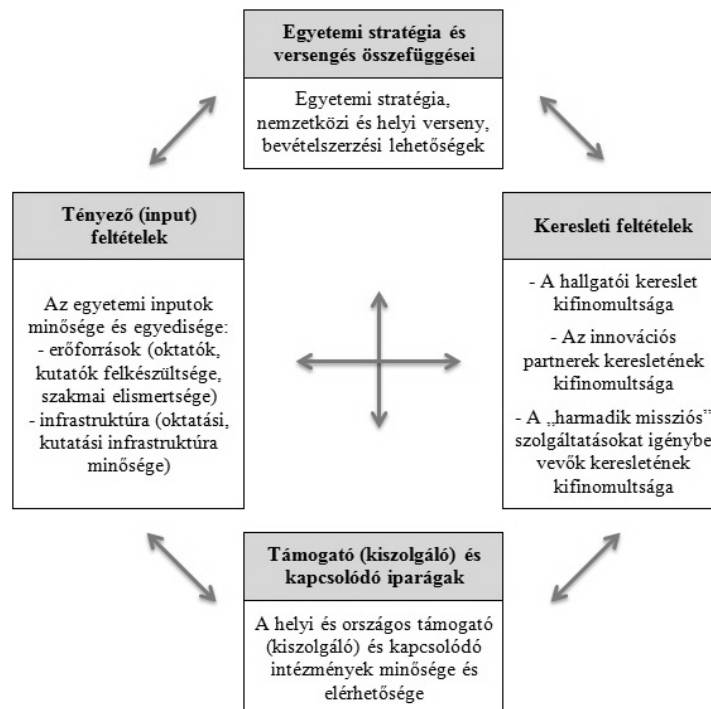 Egyetemi stratégia és
versengés összefüggései
Egyetemi stratégia,
nemzetközi és helyi verseny,
bevételszerzési lehetőségek
Tényező (input)
feltételek
Az egyetemi inputok
minősége és egyedisége:
- erőforrások (oktatók,
kutatók felkészültsége,
szakmai elismertsége)
- infrastruktúra (oktatási,
kutatási infrastruktúra
minősége)
Keresleti feltételek
- A hallgatói kereslet
kifinomultsága
- Az innovációs
partnerek keresletének
kifinomultsága
- A „harmadik missziós”
szolgáltatásokat igénybe
vevők keresletének
kifinomultsága
Támogató (kiszolgáló) és
kapcsolódó iparágak
A helyi és országos támogató
(kiszolgáló) és kapcsolódó
intézmények minősége és
elérhetősége